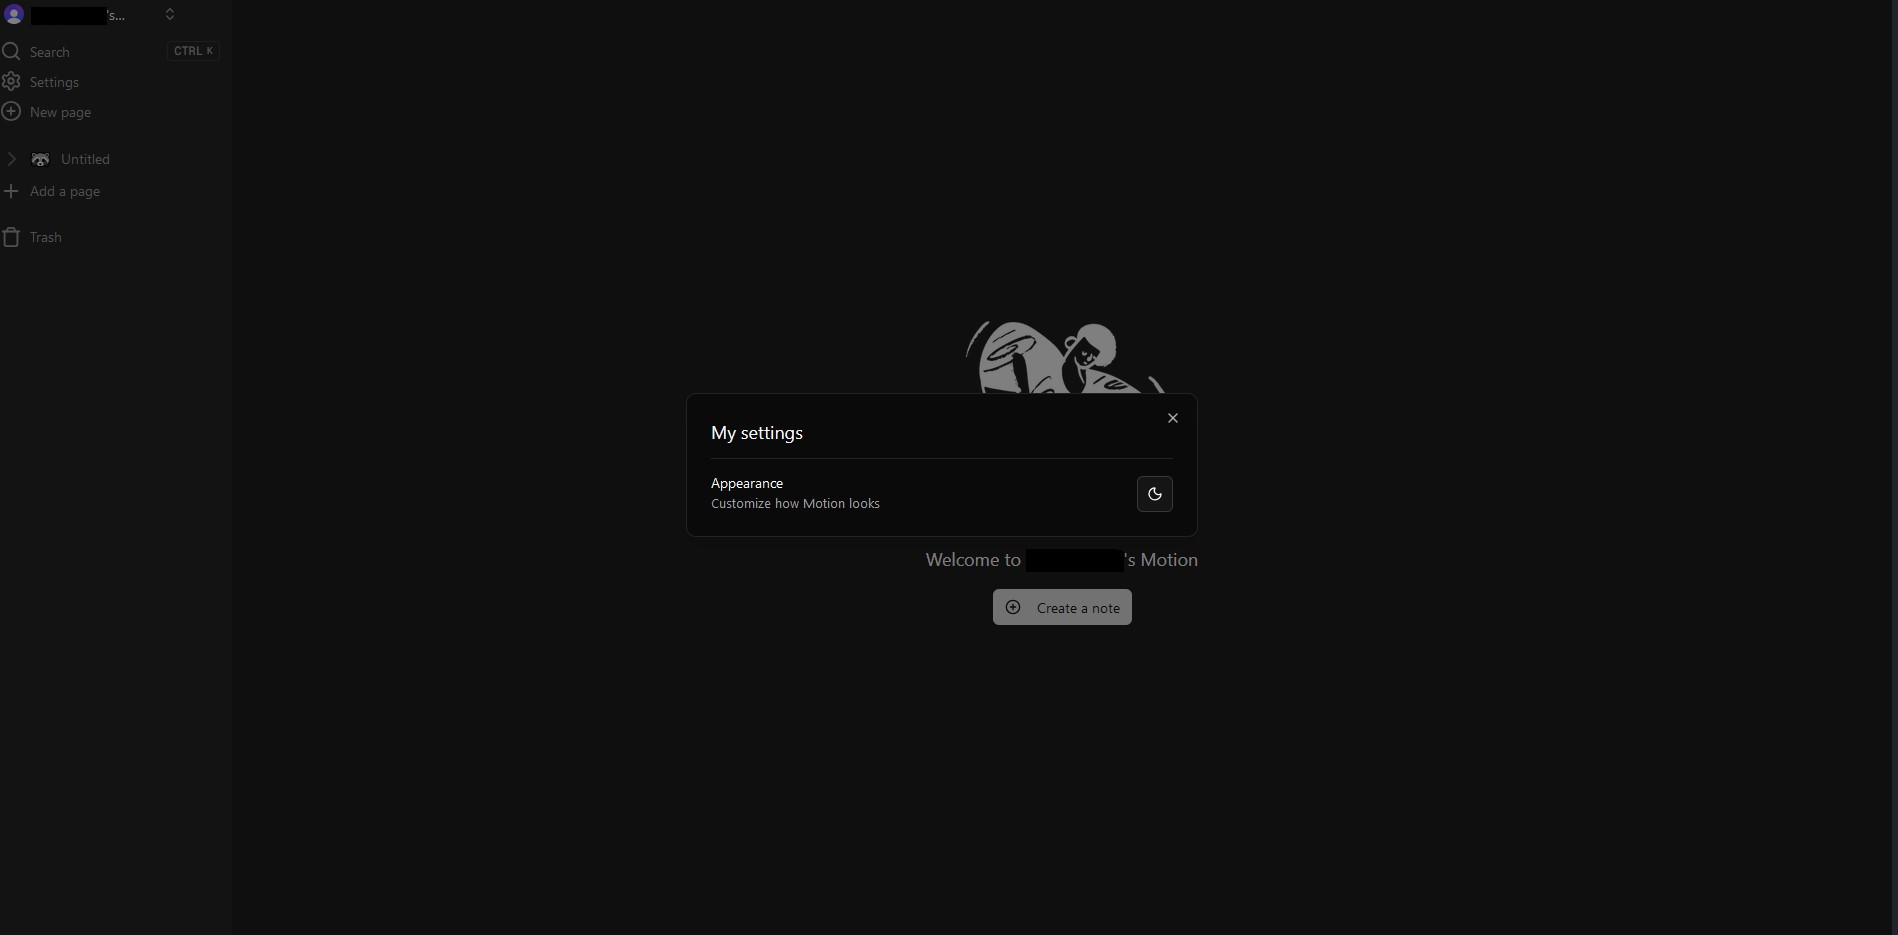 's...
Search
CTRL K
Settings
New page
Untitled
Add a page
Trash
My settings
Appearance
Customize how Motion looks
Welcome to 's Motion
Create a note